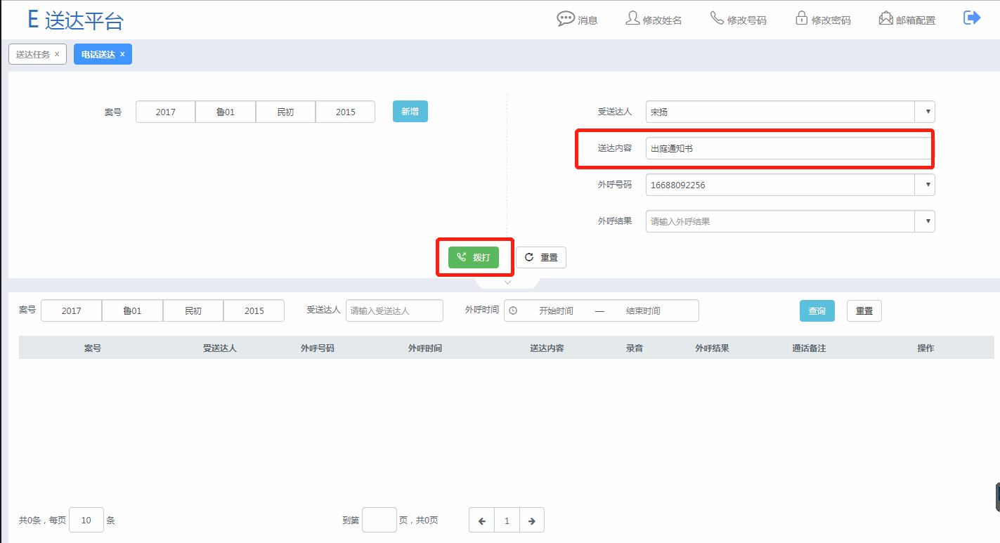 E 送达平台
消息 修改姓名 修改号码 修改密码 邮箱配置
送达任务 x 电话送达 x
案号 2017 鲁01 民初 2015 新增
受送达人 宋扬
送达内容 出庭通知书
外呼号码 16688092256
外呼结果 请输入外呼结果
拨打 重置
案号 2017 鲁01 民初 2015 受送达人 请输入受送达人 外呼时间 开始时间 — 结束时间 查询 重置
案号 受送达人 外呼号码 外呼时间 送达内容 录音 外呼结果 通话备注 操作
共0条，每页 10 条 到第 页，共0页 1